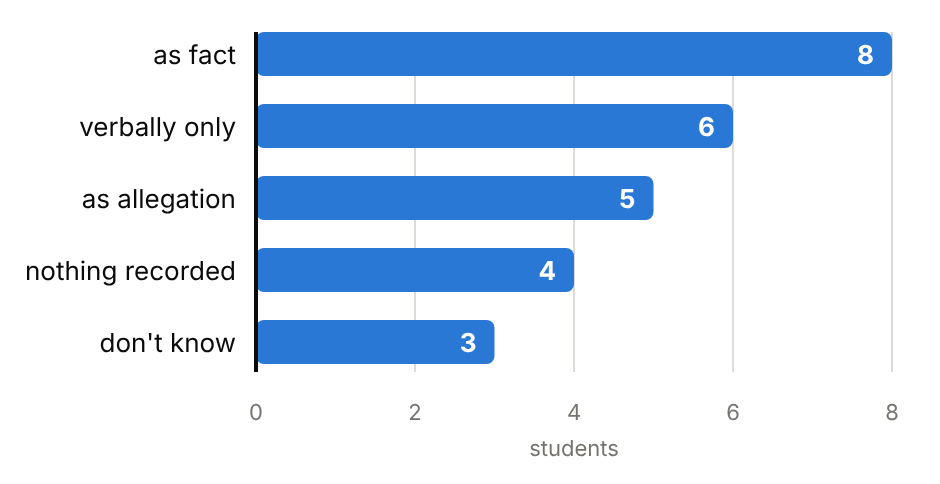 as fact 8
verbally only 6
as allegation 5
nothing recorded 4
don't know 3
0 2 4 6 8
students